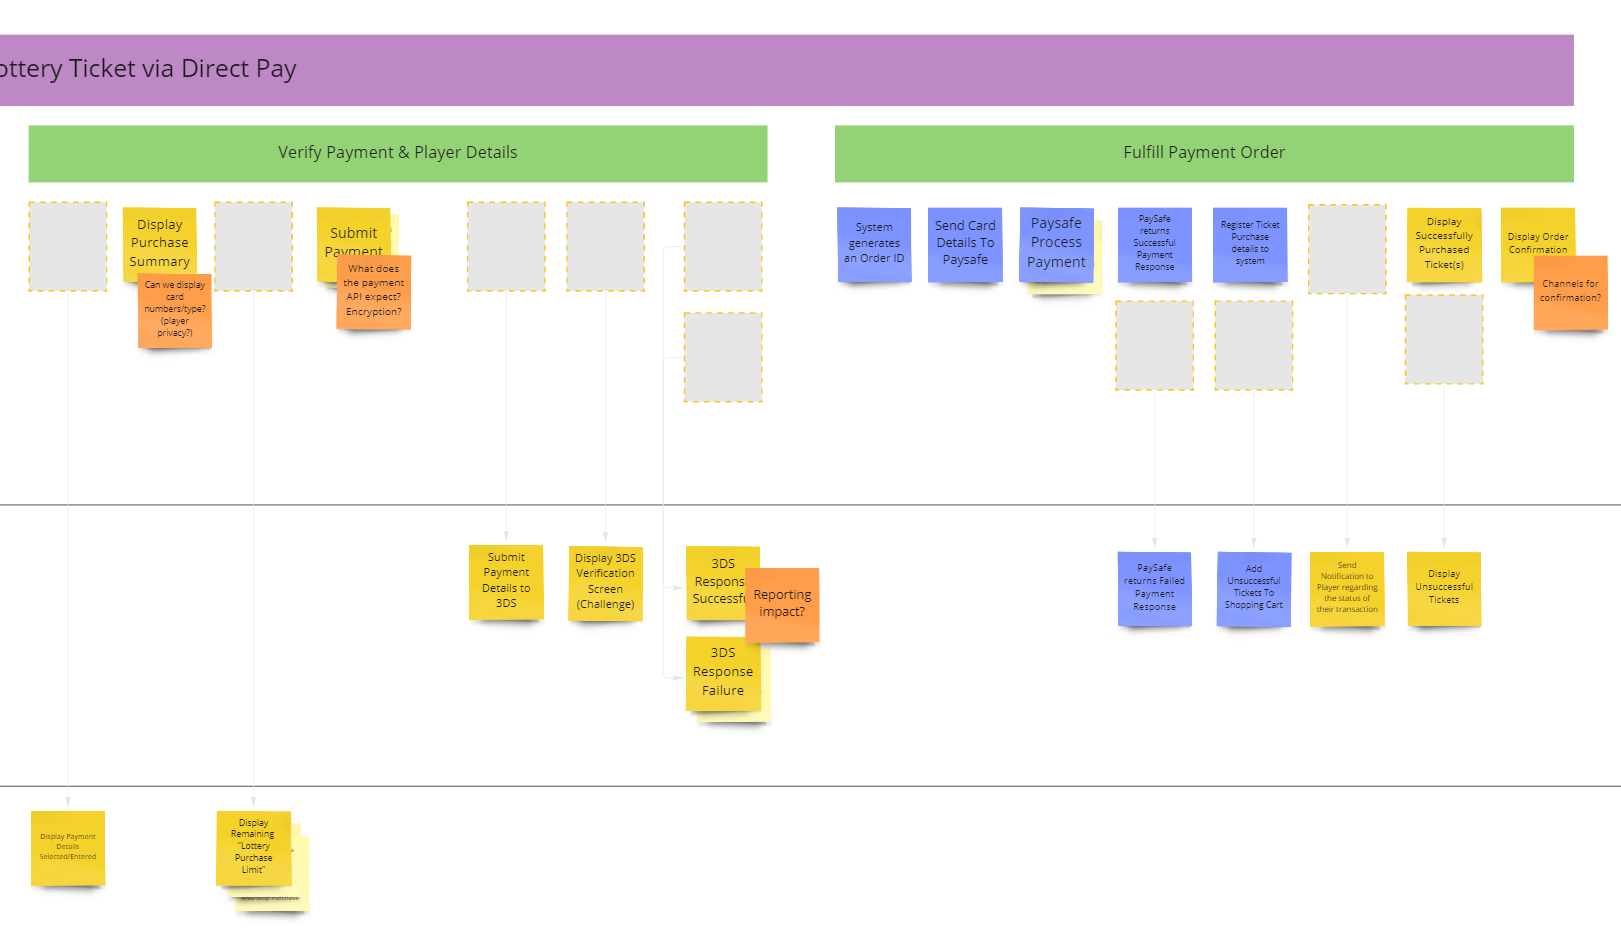 ottery Ticket via Direct Pay
Verify Payment & Player Details
Fulfill Payment Order
Display
Purchase
Summary
Can we display
card
numbers/type?
(player
privacy?)
Submit
Payment
What does
the payment
API expect?
Encryption?
System
generates
an Order ID
Send Card
Details To
Paysafe
Paysafe
Process
Payment
PaySafe
returns
Successful
Payment
Response
Register Ticket
Purchase
details to
system
Display
Successfully
Purchased
Ticket(s)
Display Order
Confirmation
Channels for
confirmation?
Submit
Payment
Details to
3DS
Display 3DS
Verification
Screen
(Challenge)
3DS
Respons
Successfu
Reporting
impact?
3DS
Response
Failure
PaySafe
returns Failed
Payment
Response
Add
Unsuccessful
Tickets To
Shopping Cart
Send
Notification to
Player regarding
the status of
their transaction
Display
Unsuccessful
Tickets
Display Payment
Details
Selected/Entered
Display
Remaining
"Lottery
Purchase
Limit"